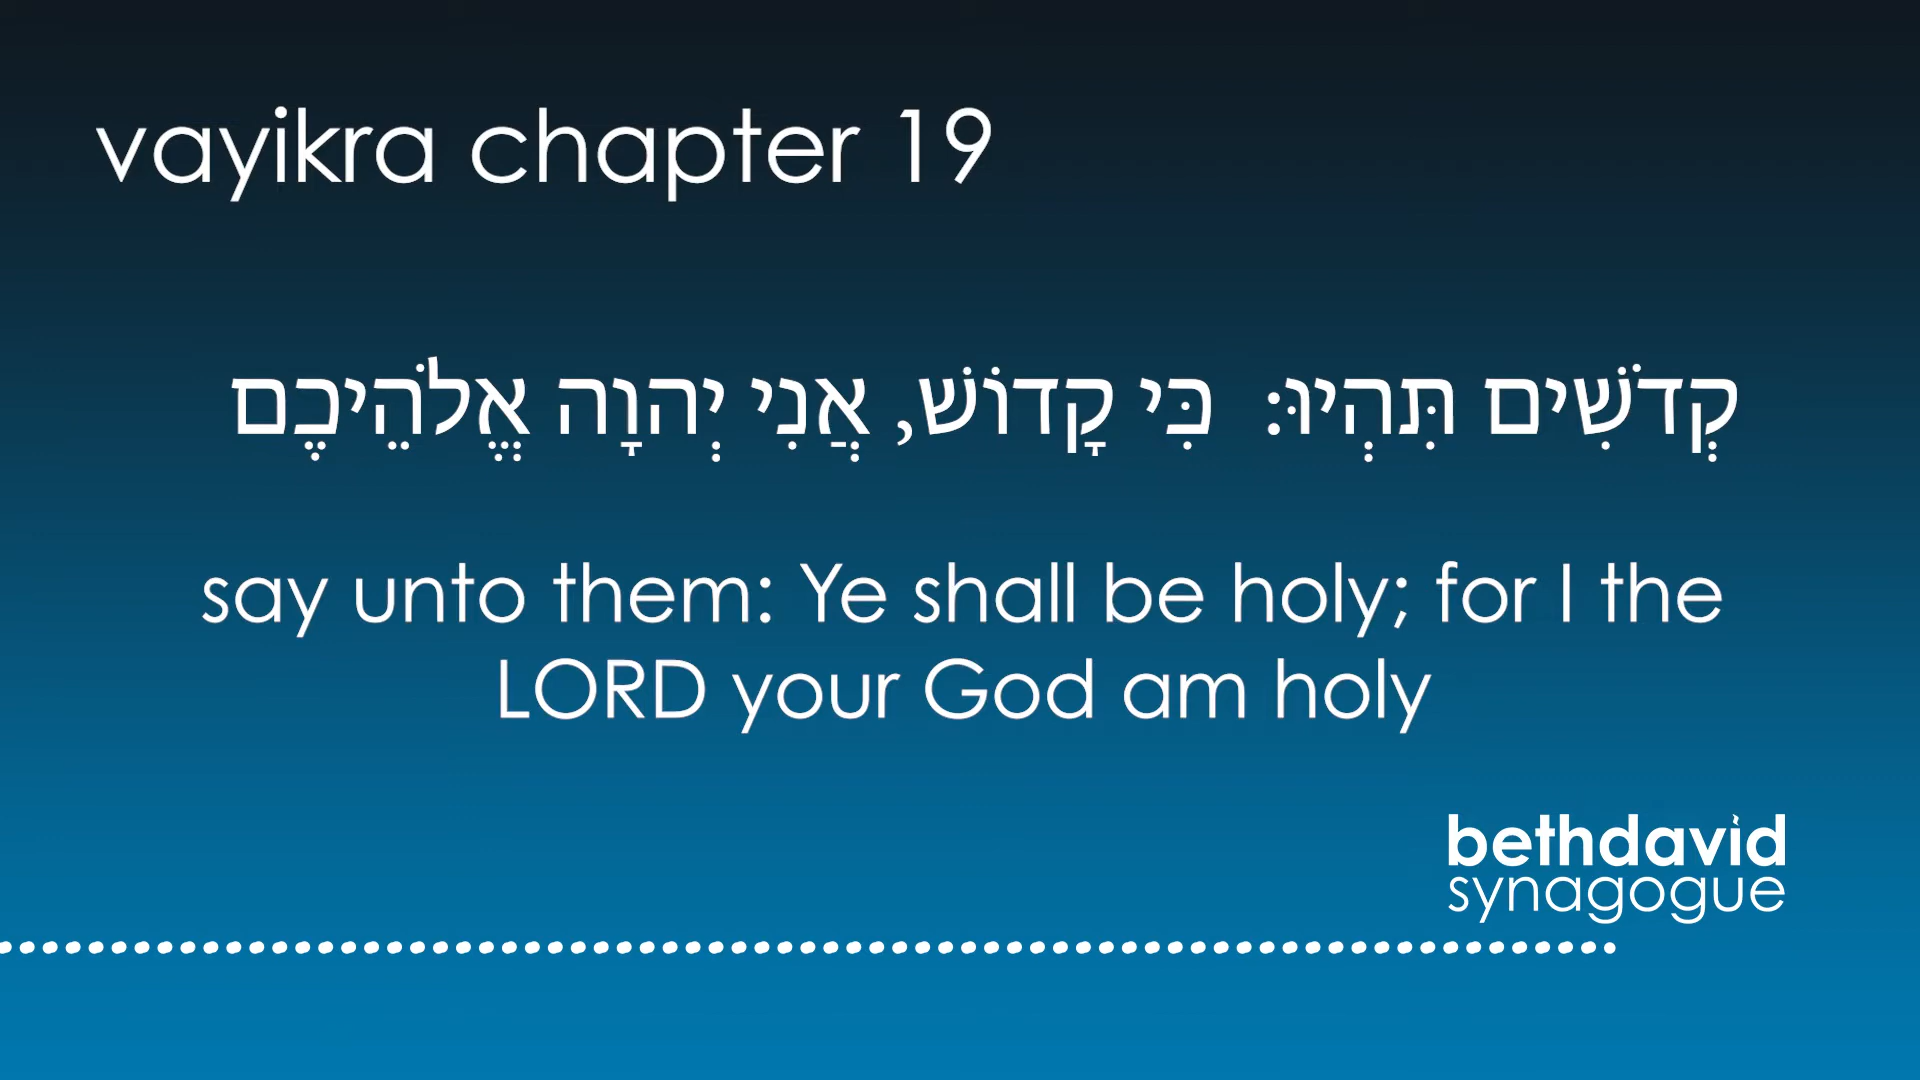 vayikra chapter 19
קְדֹשִׁים תִּהְיוּ:  כִּי קָדוֹשׁ, אֲנִי יְהוָה אֱלֹהֵיכֶם
say unto them: Ye shall be holy; for I the
LORD your God am holy
bethdavid
synagogue